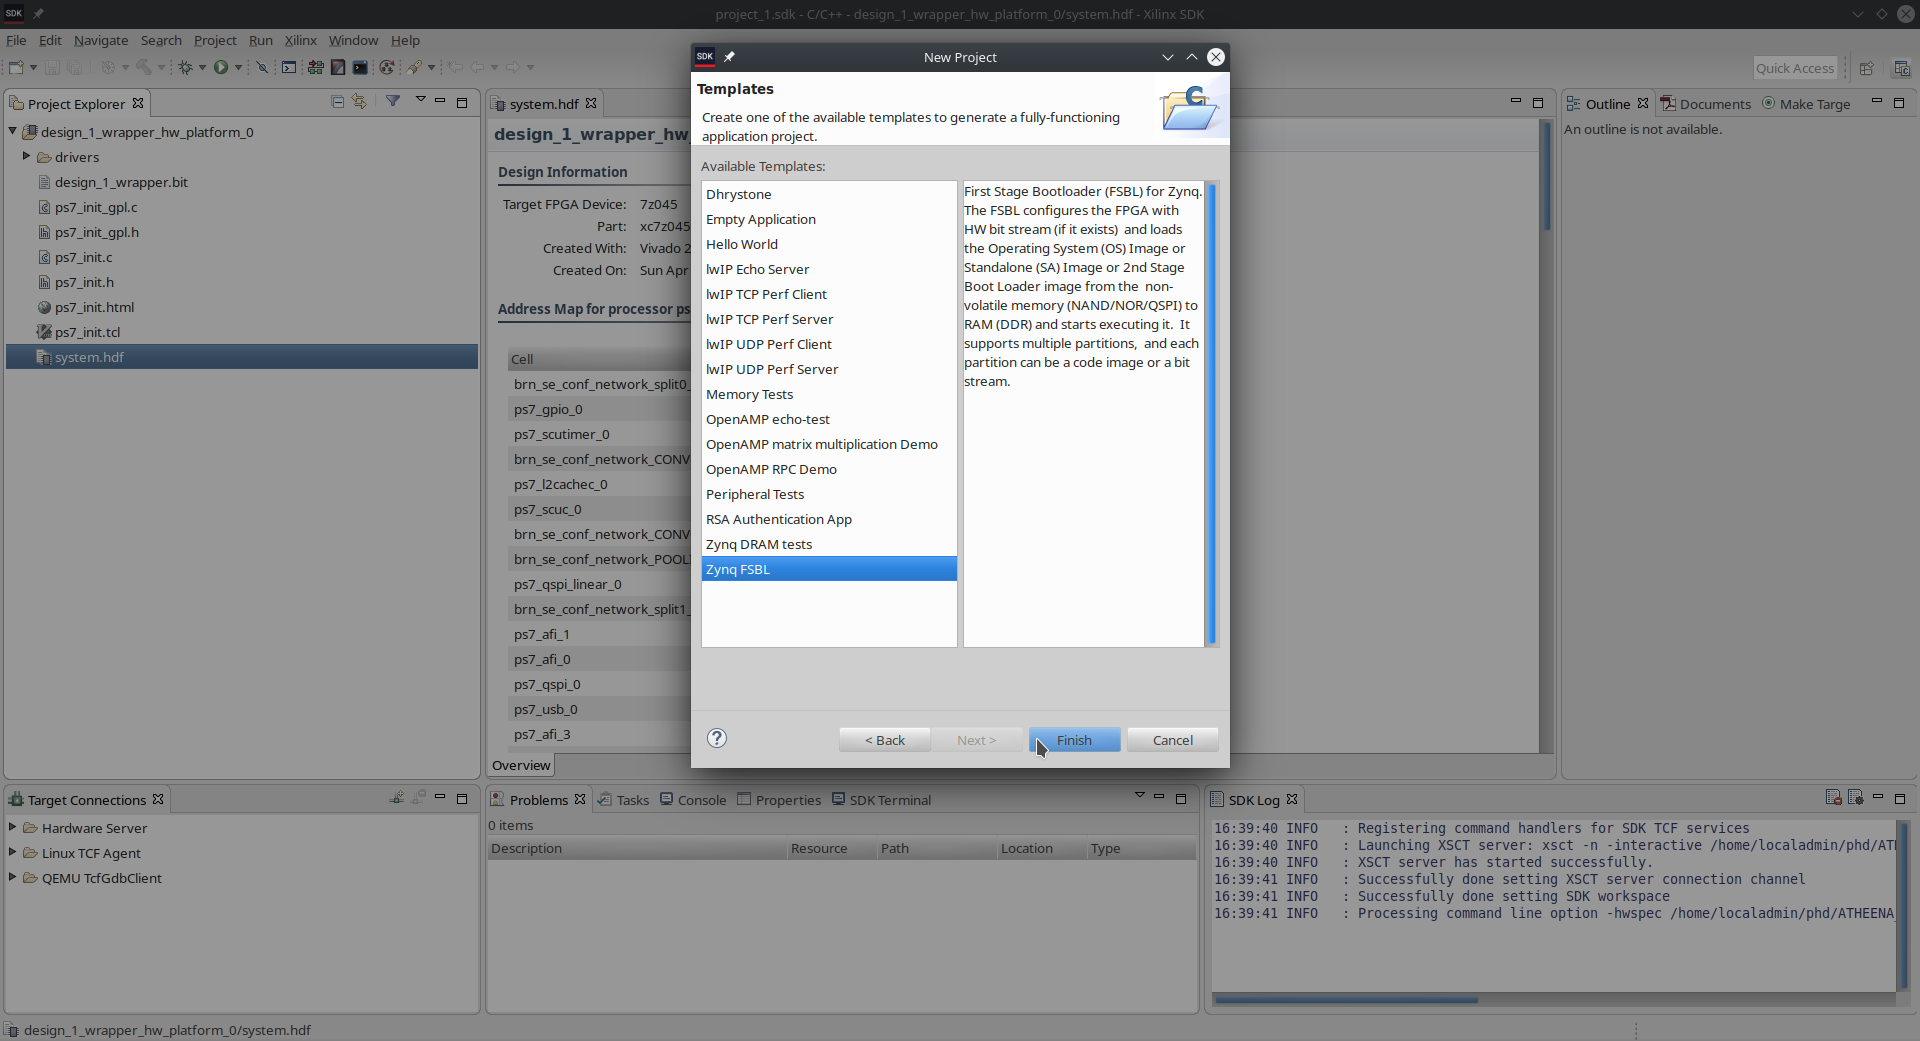 SDK
project_1.sdk - C/C++ - design_1_wrapper_hw_platform_0/system.hdf - Xilinx SDK
File Edit Navigate Search Project Run Xilinx Window Help
Quick Access
Project Explorer
design_1_wrapper_hw_platform_0
drivers
design_1_wrapper.bit
ps7_init_gpl.c
ps7_init_gpl.h
ps7_init.c
ps7_init.h
ps7_init.html
ps7_init.tcl
system.hdf
system.hdf
design_1_wrapper_hw
Design Information
Target FPGA Device: 7z045
Part: xc7z045
Created With: Vivado 2
Created On: Sun Apr
Address Map for processor ps
Cell
brn_se_conf_network_split0_
ps7_gpio_0
ps7_scutimer_0
brn_se_conf_network_CONV
ps7_l2cachec_0
ps7_scuc_0
brn_se_conf_network_CONV
brn_se_conf_network_POOL
ps7_qspi_linear_0
brn_se_conf_network_split1_
ps7_afi_1
ps7_afi_0
ps7_qspi_0
ps7_usb_0
ps7_afi_3
Overview
SDK
New Project
Templates
Create one of the available templates to generate a fully-functioning
application project.
Available Templates:
Dhrystone
Empty Application
Hello World
lwIP Echo Server
lwIP TCP Perf Client
lwIP TCP Perf Server
lwIP UDP Perf Client
lwIP UDP Perf Server
Memory Tests
OpenAMP echo-test
OpenAMP matrix multiplication Demo
OpenAMP RPC Demo
Peripheral Tests
RSA Authentication App
Zynq DRAM tests
Zynq FSBL
First Stage Bootloader (FSBL) for Zynq.
The FSBL configures the FPGA with
HW bit stream (if it exists) and loads
the Operating System (OS) Image or
Standalone (SA) Image or 2nd Stage
Boot Loader image from the non-
volatile memory (NAND/NOR/QSPI) to
RAM (DDR) and starts executing it. It
supports multiple partitions, and each
partition can be a code image or a bit
stream.
< Back Next > Finish Cancel
Outline Documents Make Targe
An outline is not available.
Target Connections
Hardware Server
Linux TCF Agent
QEMU TcfGdbClient
Problems Tasks Console Properties SDK Terminal
0 items
Description Resource Path Location Type
SDK Log
16:39:40 INFO : Registering command handlers for SDK TCF services
16:39:40 INFO : Launching XSCT server: xsct -n -interactive /home/localadmin/phd/ATH
16:39:40 INFO : XSCT server has started successfully.
16:39:41 INFO : Successfully done setting XSCT server connection channel
16:39:41 INFO : Successfully done setting SDK workspace
16:39:41 INFO : Processing command line option -hwspec /home/localadmin/phd/ATHEENA_
design_1_wrapper_hw_platform_0/system.hdf